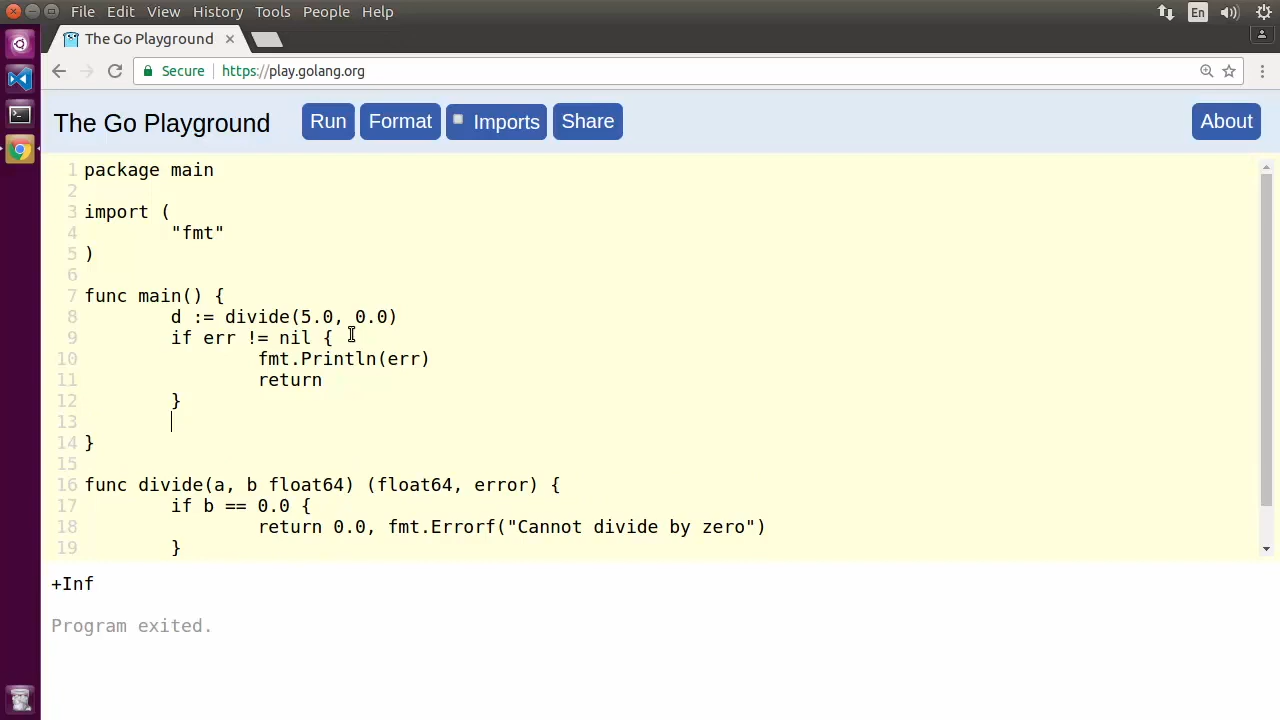 File Edit View History Tools People Help
En
The Go Playground
Secure https://play.golang.org
The Go Playground Run Format Imports Share About
1 package main
2
3 import (
4 "fmt"
5 )
6
7 func main() {
8 d := divide(5.0, 0.0)
9 if err != nil {
10 fmt.Println(err)
11 return
12 }
13
14 }
15
16 func divide(a, b float64) (float64, error) {
17 if b == 0.0 {
18 return 0.0, fmt.Errorf("Cannot divide by zero")
19 }
+Inf
Program exited.